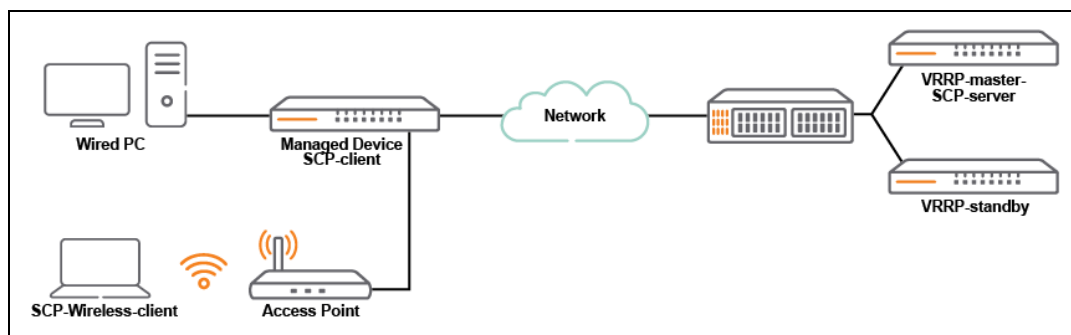 Wired PC
Managed Device
SCP-client
Network
VRRP-master-
SCP-server
VRRP-standby
SCP-Wireless-client
Access Point